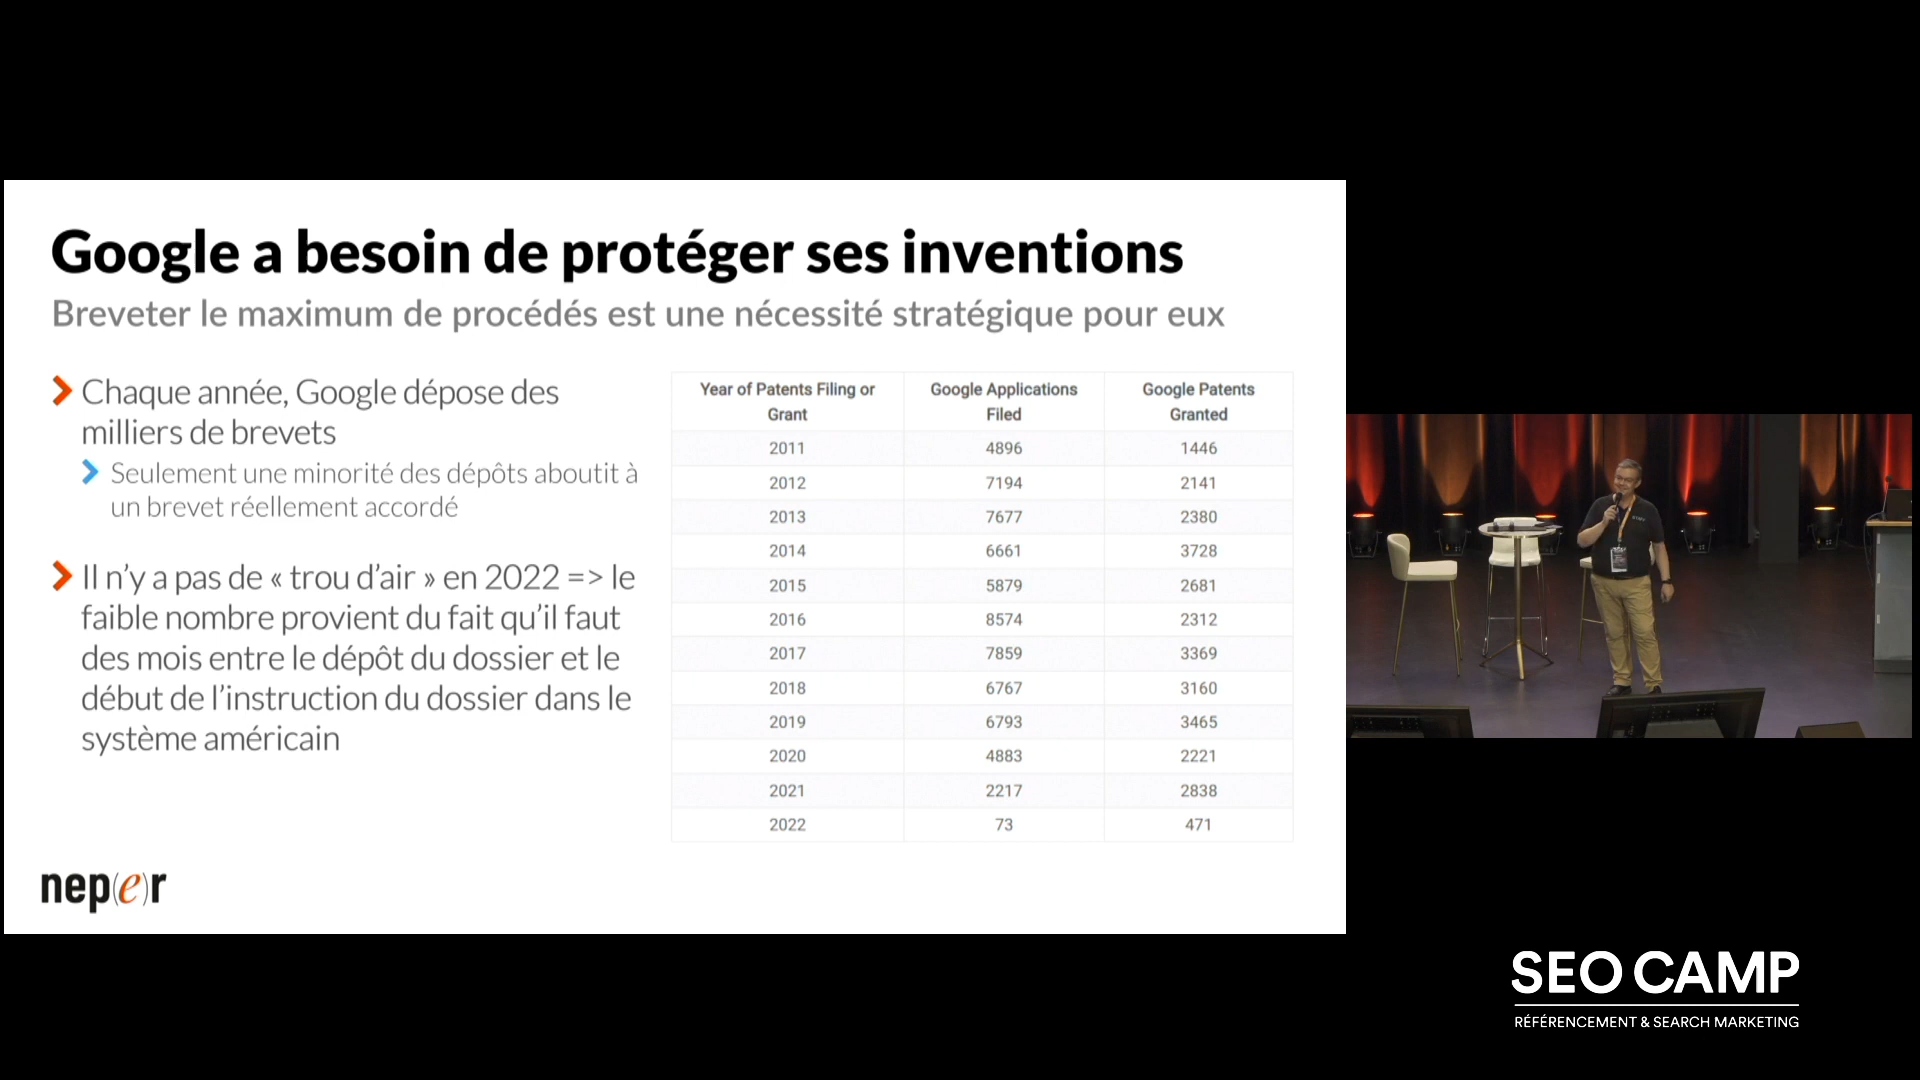 Google a besoin de protéger ses inventions
Breveter le maximum de procédés est une nécessité stratégique pour eux
Chaque année, Google dépose des
milliers de brevets
Seulement une minorité des dépôts aboutit à
un brevet réellement accordé
Il n'y a pas de « trou d'air » en 2022 => le
faible nombre provient du fait qu'il faut
des mois entre le dépôt du dossier et le
début de l'instruction du dossier dans le
système américain
Year of Patents Filing or Grant Google Applications Filed Google Patents Granted
2011 4896 1446
2012 7194 2141
2013 7677 2380
2014 6661 3728
2015 5879 2681
2016 8574 2312
2017 7859 3369
2018 6767 3160
2019 6793 3465
2020 4883 2221
2021 2217 2838
2022 73 471
nep(e)r
SEO CAMP
RÉFÉRENCEMENT & SEARCH MARKETING